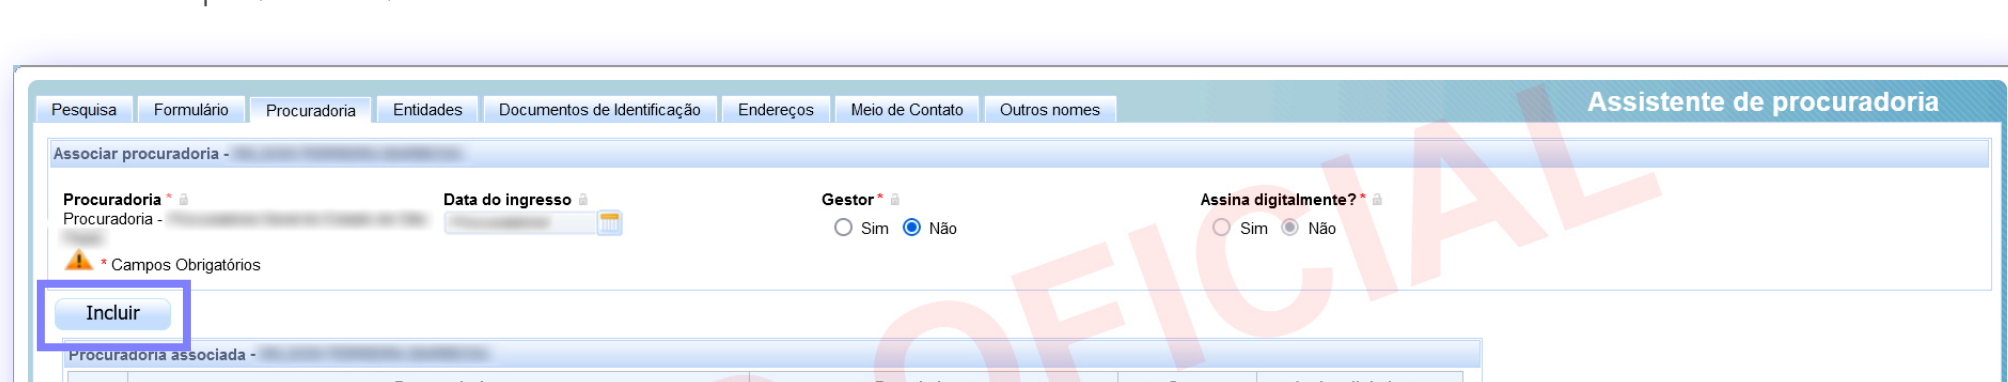 Assistente de procuradoria
Pesquisa Formulário Procuradoria Entidades Documentos de Identificação Endereços Meio de Contato Outros nomes
Associar procuradoria -
Procuradoria * Data do ingresso Gestor * Assina digitalmente? *
Procuradoria -
Sim Não Sim Não
* Campos Obrigatórios
Incluir
Procuradoria associada -
OFICIAL